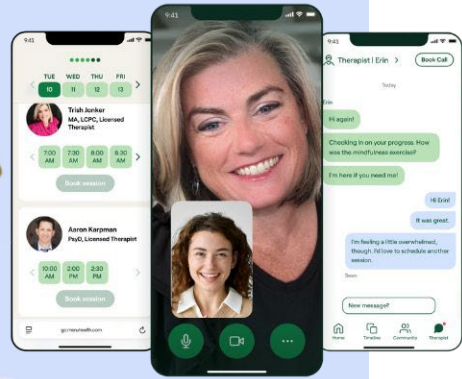 9:41
TUE WED THU FRI
10 11 12 13
Trish Jonker
MA, LCPC, Licensed
Therapist
7:00 AM 7:30 AM 8:00 AM 8:30 AM
Book session
Aaron Karpman
PsyD, Licensed Therapist
10:00 AM 2:00 PM 2:30 PM
Book session
9:41
9:41
Therapist | Erin >
Book Call
Today
Erin
Hi again!
Checking in on your progress. How
was the mindfulness exercise?
I'm here if you need me!
Hi Erin!
It was great.
I'm feeling a little overwhelmed,
though. I'd love to schedule another
session.
New message?
Home Timeline Community Therapist